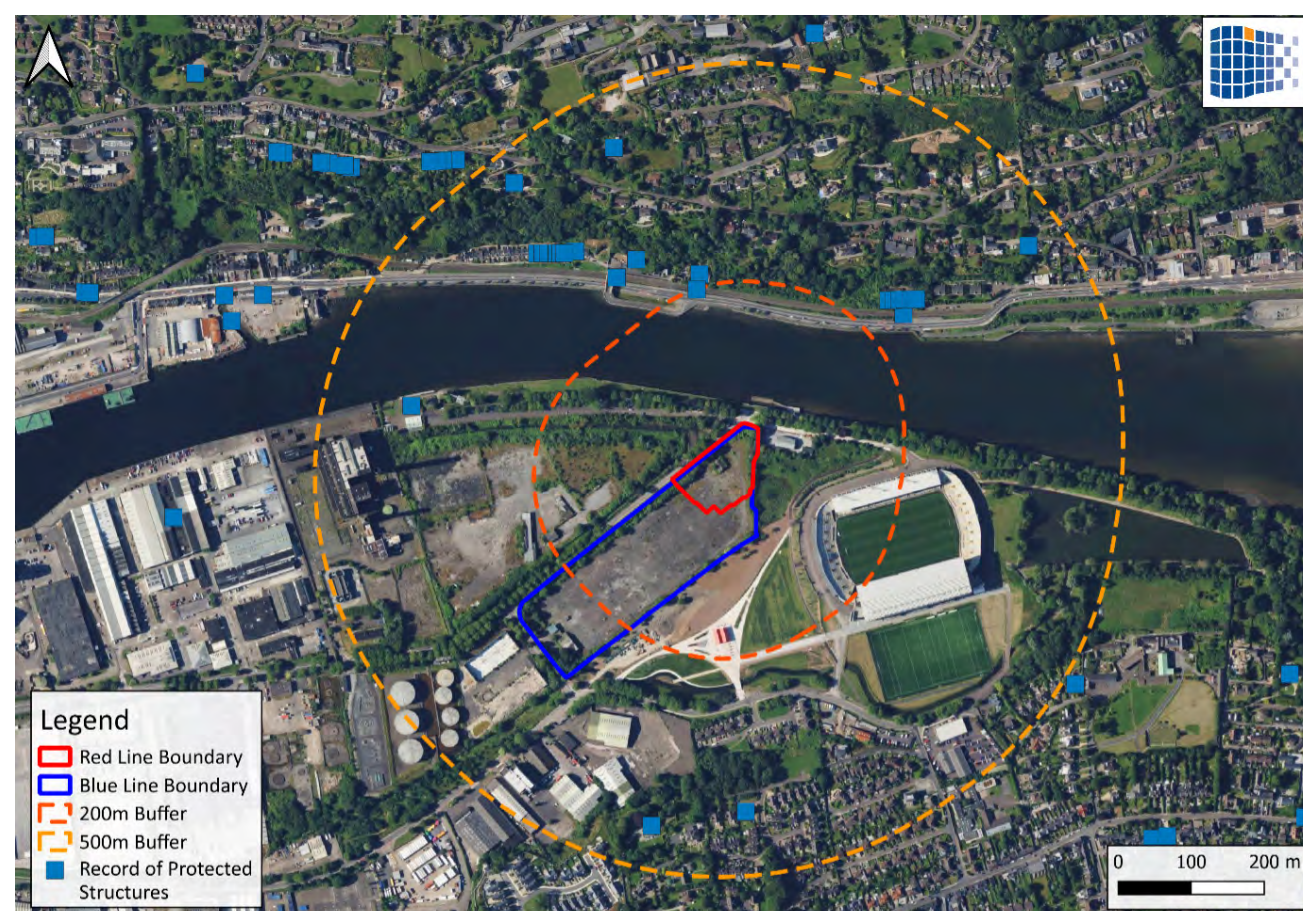 Legend
Red Line Boundary
Blue Line Boundary
200m Buffer
500m Buffer
Record of Protected
Structures
0 100 200 m